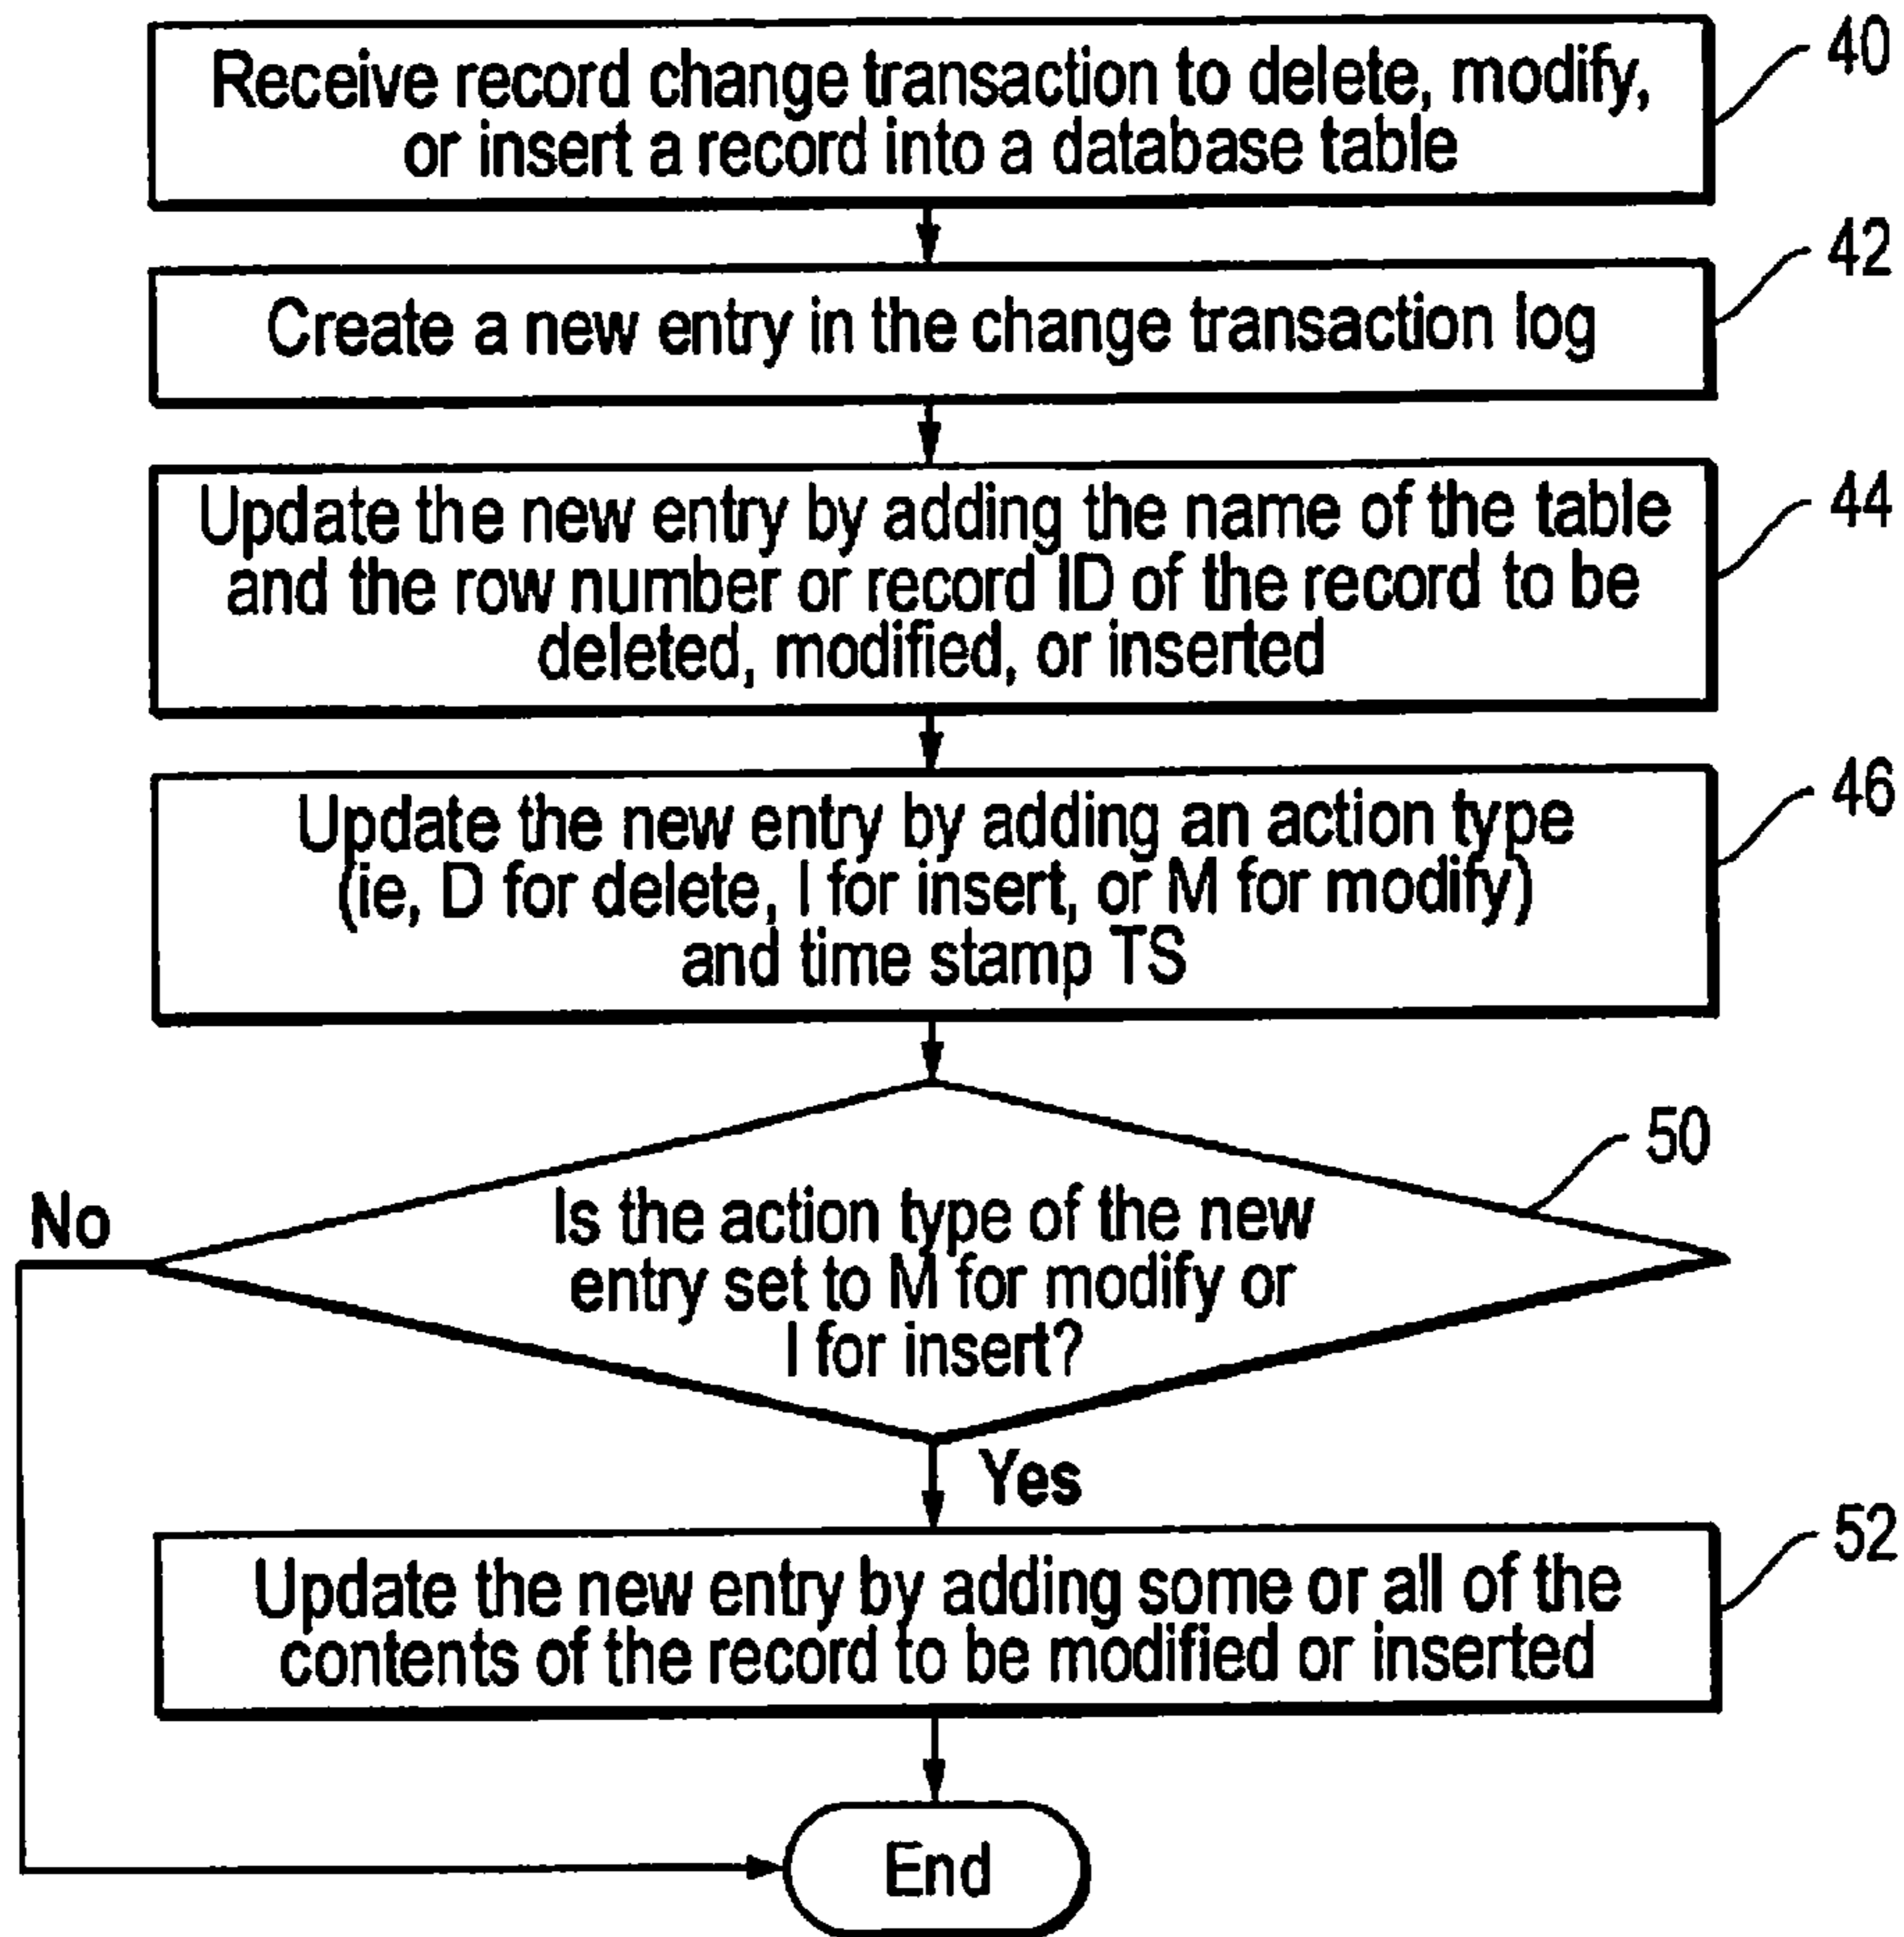 Receive record change transaction to delete, modify,
or insert a record into a database table
40
Create a new entry in the change transaction log
42
Update the new entry by adding the name of the table
and the row number or record ID of the record to be
deleted, modified, or inserted
44
Update the new entry by adding an action type
(ie, D for delete, I for insert, or M for modify)
and time stamp TS
46
Is the action type of the new
entry set to M for modify or
I for insert?
50
No
Yes
Update the new entry by adding some or all of the
contents of the record to be modified or inserted
52
End